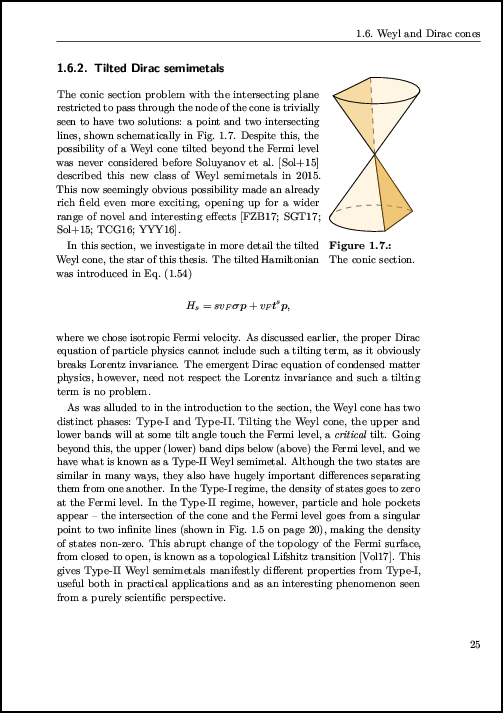 1.6. Weyl and Dirac cones
1.6.2. Tilted Dirac semimetals
The conic section problem with the intersecting plane
restricted to pass through the node of the cone is trivially
seen to have two solutions: a point and two intersecting
lines, shown schematically in Fig. 1.7. Despite this, the
possibility of a Weyl cone tilted beyond the Fermi level
was never considered before Soluyanov et al. [Sol+15]
described this new class of Weyl semimetals in 2015.
This now seemingly obvious possibility made an already
rich field even more exciting, opening up for a wider
range of novel and interesting effects [FZB17; SGT17;
Sol+15; TCG16; YYY16].
In this section, we investigate in more detail the tilted
Weyl cone, the star of this thesis. The tilted Hamiltonian
was introduced in Eq. (1.54)
Figure 1.7.:
The conic section.
H_s = sv_F σp + v_F t^s p,
where we chose isotropic Fermi velocity. As discussed earlier, the proper Dirac
equation of particle physics cannot include such a tilting term, as it obviously
breaks Lorentz invariance. The emergent Dirac equation of condensed matter
physics, however, need not respect the Lorentz invariance and such a tilting
term is no problem.
As was alluded to in the introduction to the section, the Weyl cone has two
distinct phases: Type-I and Type-II. Tilting the Weyl cone, the upper and
lower bands will at some tilt angle touch the Fermi level, a critical tilt. Going
beyond this, the upper (lower) band dips below (above) the Fermi level, and we
have what is known as a Type-II Weyl semimetal. Although the two states are
similar in many ways, they also have hugely important differences separating
them from one another. In the Type-I regime, the density of states goes to zero
at the Fermi level. In the Type-II regime, however, particle and hole pockets
appear – the intersection of the cone and the Fermi level goes from a singular
point to two infinite lines (shown in Fig. 1.5 on page 20), making the density
of states non-zero. This abrupt change of the topology of the Fermi surface,
from closed to open, is known as a topological Lifshitz transition [Vol17]. This
gives Type-II Weyl semimetals manifestly different properties from Type-I,
useful both in practical applications and as an interesting phenomenon seen
from a purely scientific perspective.
25